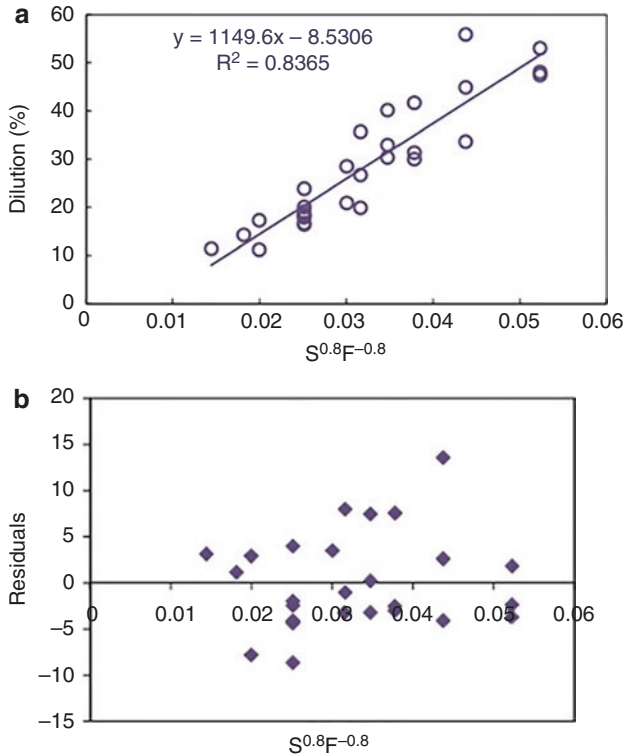 a
60
y = 1149.6x – 8.5306
R² = 0.8365
50
40
30
20
10
0
Dilution (%)
0 0.01 0.02 0.03 0.04 0.05 0.06
S^0.8F^–0.8
b
20
15
10
5
0
–5
–10
–15
Residuals
0 0.01 0.02 0.03 0.04 0.05 0.06
S^0.8F^–0.8